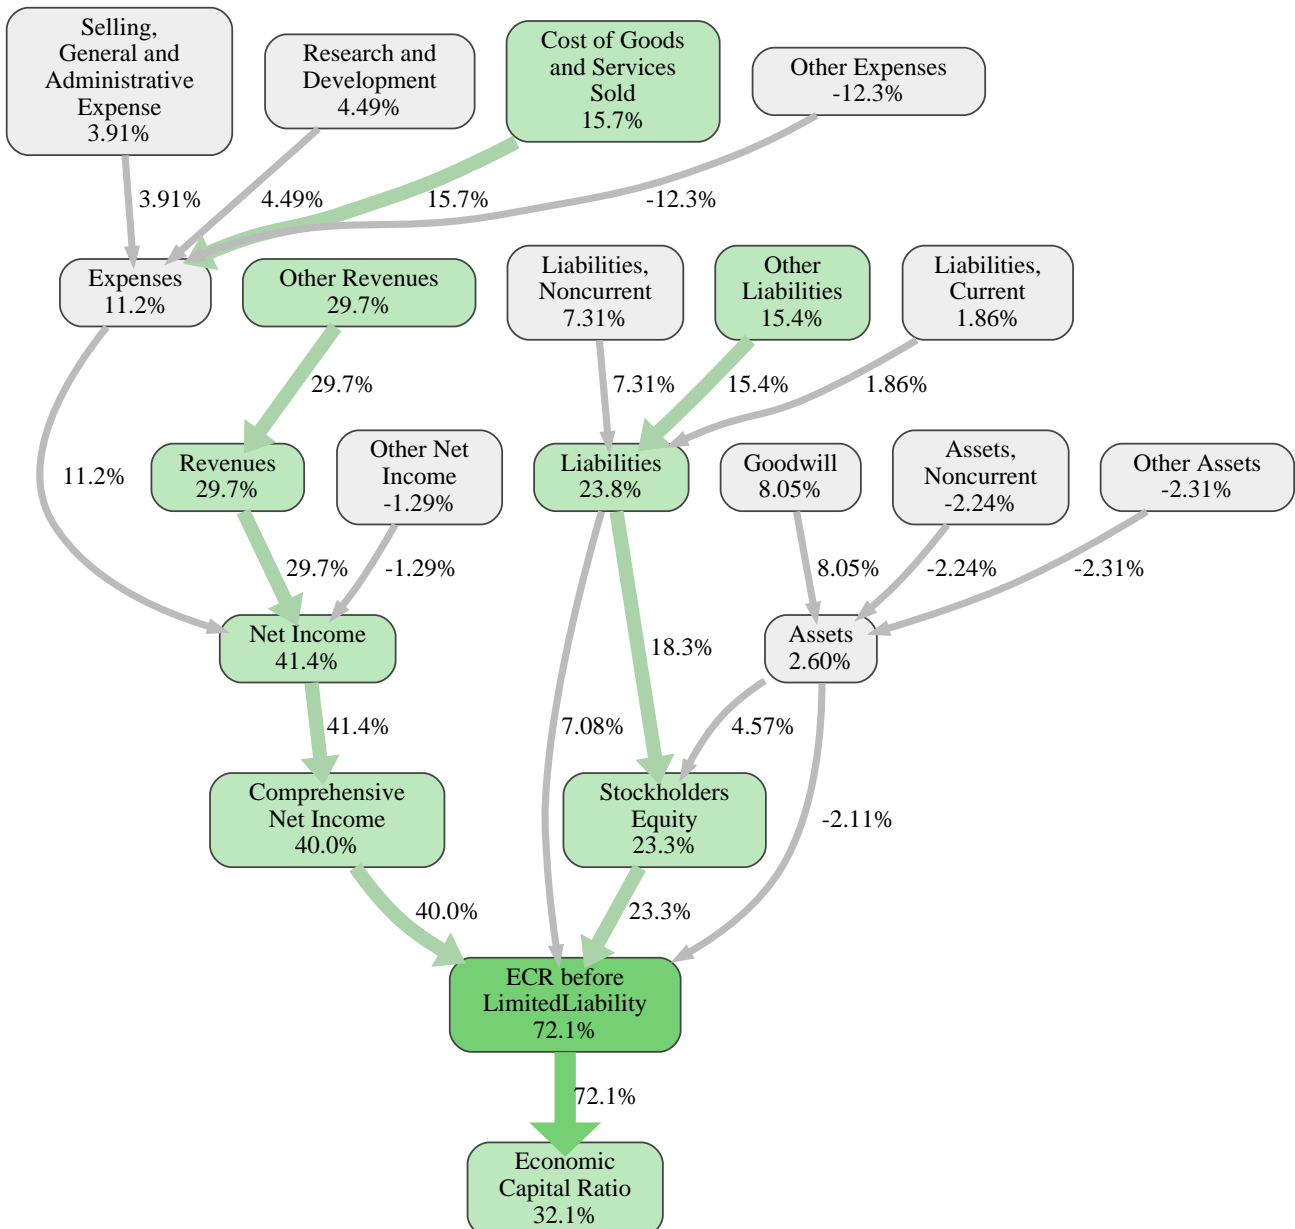 Selling,
General and
Administrative
Expense
3.91%
Research and
Development
4.49%
Cost of Goods
and Services
Sold
15.7%
Other Expenses
-12.3%
3.91%
4.49%
15.7%
-12.3%
Expenses
11.2%
Other Revenues
29.7%
Liabilities,
Noncurrent
7.31%
Other
Liabilities
15.4%
Liabilities,
Current
1.86%
29.7%
7.31%
15.4%
1.86%
11.2%
Revenues
29.7%
Other Net
Income
-1.29%
Liabilities
23.8%
Goodwill
8.05%
Assets,
Noncurrent
-2.24%
Other Assets
-2.31%
29.7%
-1.29%
8.05%
-2.24%
-2.31%
Net Income
41.4%
18.3%
Assets
2.60%
41.4%
7.08%
4.57%
-2.11%
Comprehensive
Net Income
40.0%
Stockholders
Equity
23.3%
40.0%
23.3%
ECR before
LimitedLiability
72.1%
72.1%
Economic
Capital Ratio
32.1%